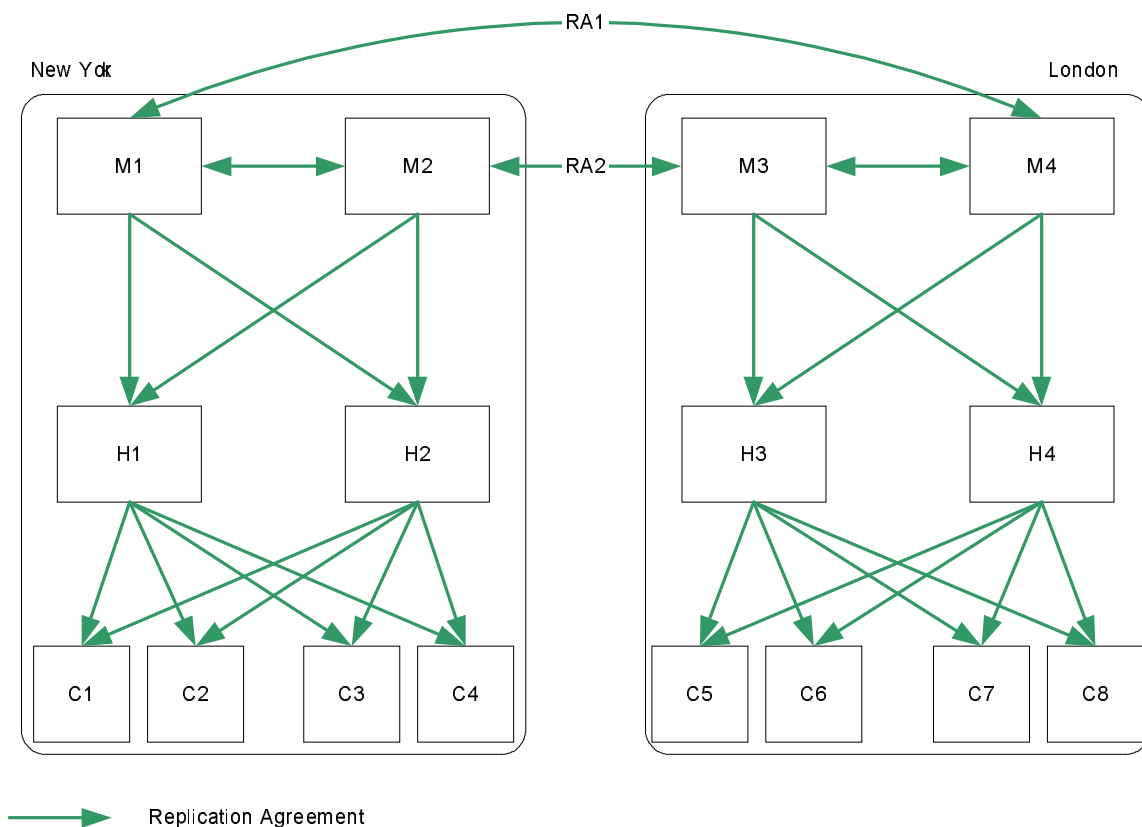 RA1
New York
London
M1
M2
RA2
M3
M4
H1
H2
H3
H4
C1
C2
C3
C4
C5
C6
C7
C8
Replication Agreement